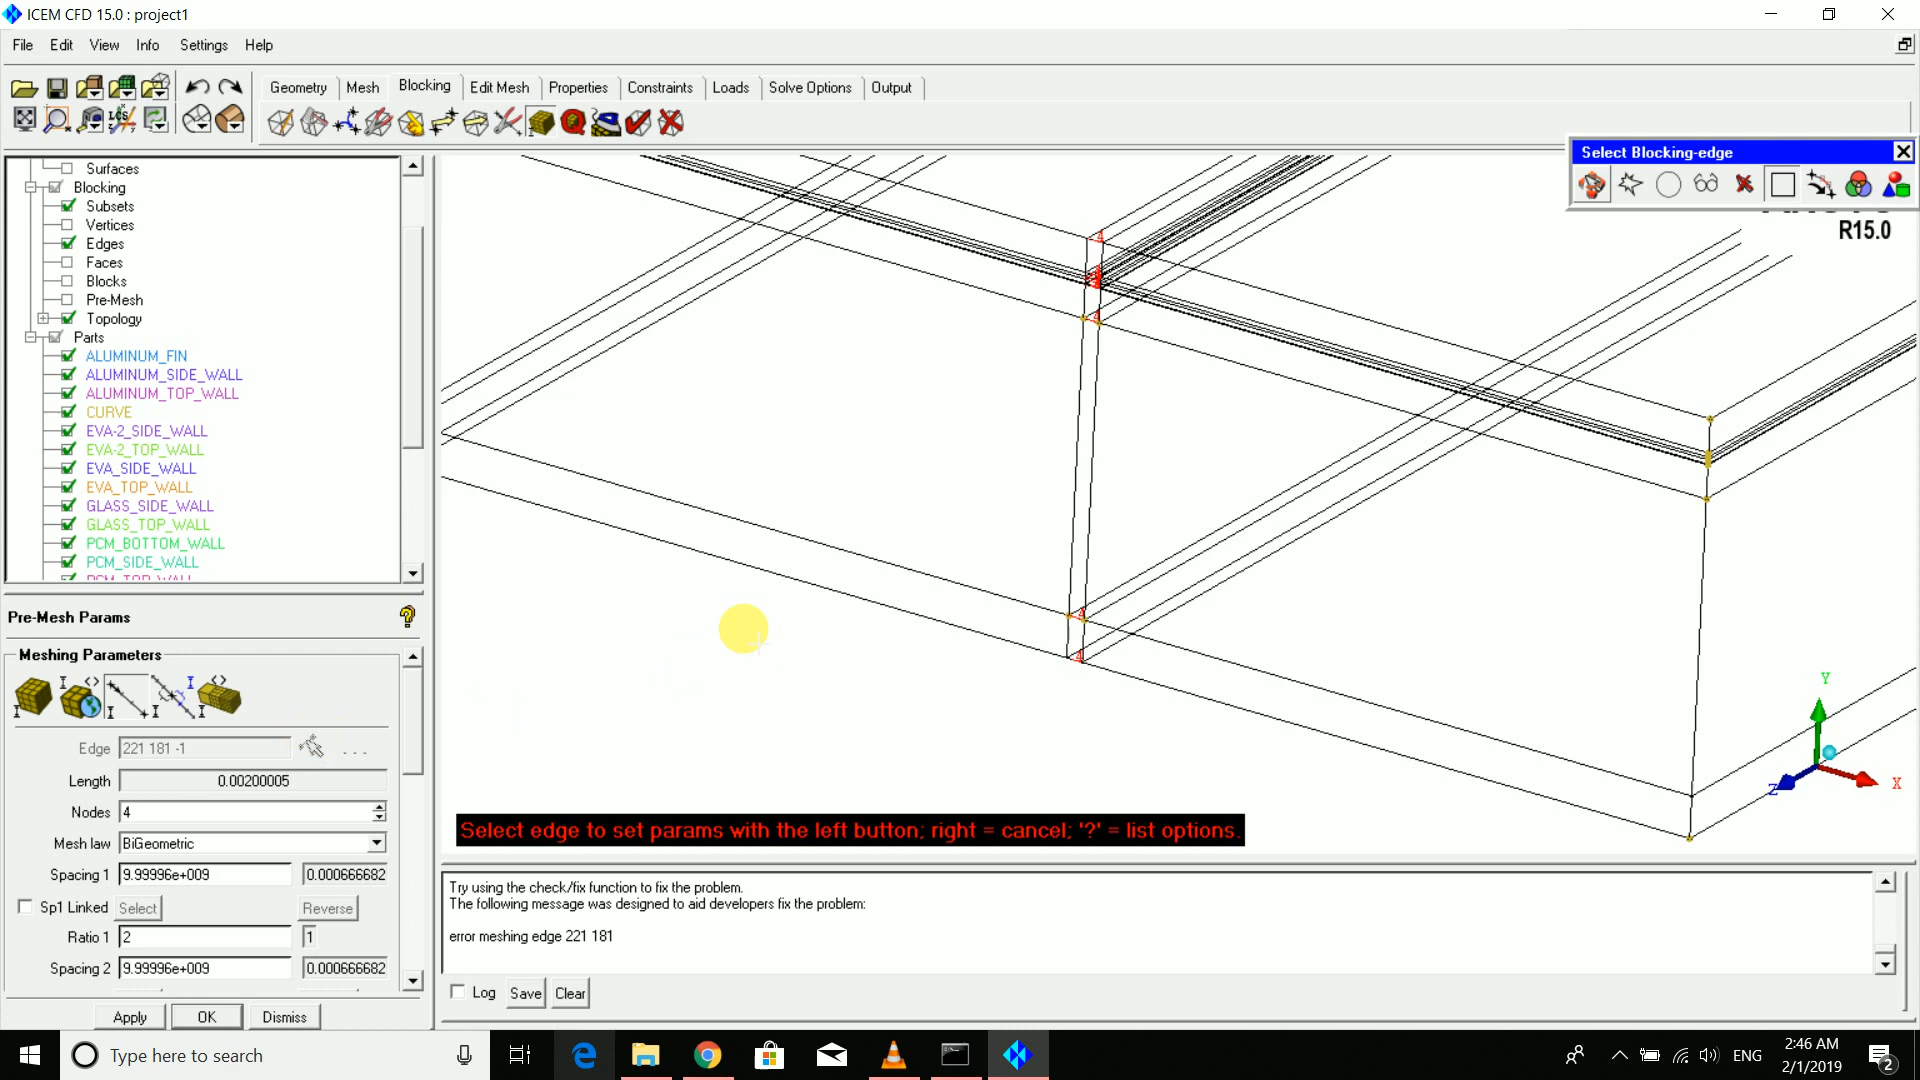 ICEM CFD 15.0 : project1
File Edit View Info Settings Help
Geometry Mesh Blocking Edit Mesh Properties Constraints Loads Solve Options Output
Surfaces
Blocking
Subsets
Vertices
Edges
Faces
Blocks
Pre-Mesh
Topology
Parts
ALUMINUM_FIN
ALUMINUM_SIDE_WALL
ALUMINUM_TOP_WALL
CURVE
EVA-2_SIDE_WALL
EVA-2_TOP_WALL
EVA_SIDE_WALL
EVA_TOP_WALL
GLASS_SIDE_WALL
GLASS_TOP_WALL
PCM_BOTTOM_WALL
PCM_SIDE_WALL
PCM_TOP_WALL
Pre-Mesh Params
Meshing Parameters
Edge 221 181 -1 ...
Length 0.00200005
Nodes 4
Mesh law BiGeometric
Spacing 1 9.99996e+009 0.000666682
Sp1 Linked Select Reverse
Ratio 1 2 1
Spacing 2 9.99996e+009 0.000666682
Apply OK Dismiss
Select Blocking-edge
R15.0
4
4
4
4
Y
X
Z
Select edge to set params with the left button; right = cancel; '?' = list options.
Try using the check/fix function to fix the problem.
The following message was designed to aid developers fix the problem:
error meshing edge 221 181
Log Save Clear
Type here to search
ENG
2:46 AM
2/1/2019
2